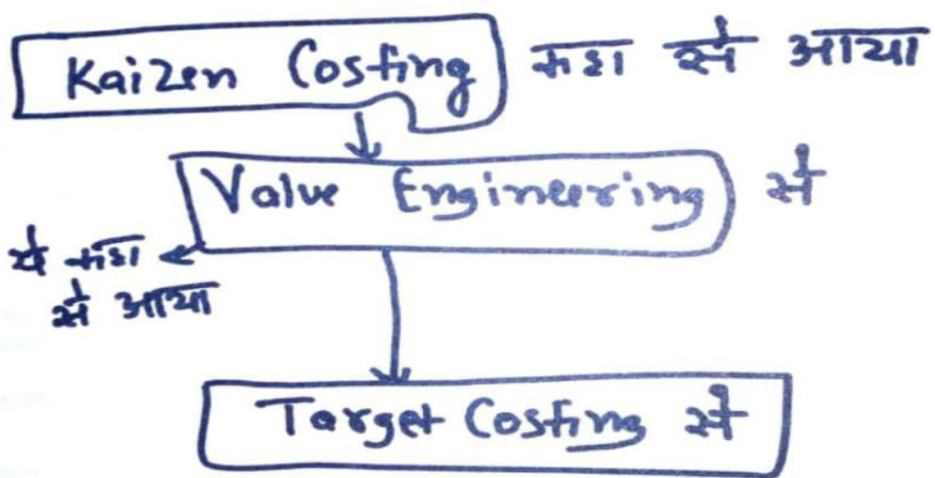 Kaizen Costing कहा से आया
Value Engineering से
ये कहा
से आया
Target Costing से